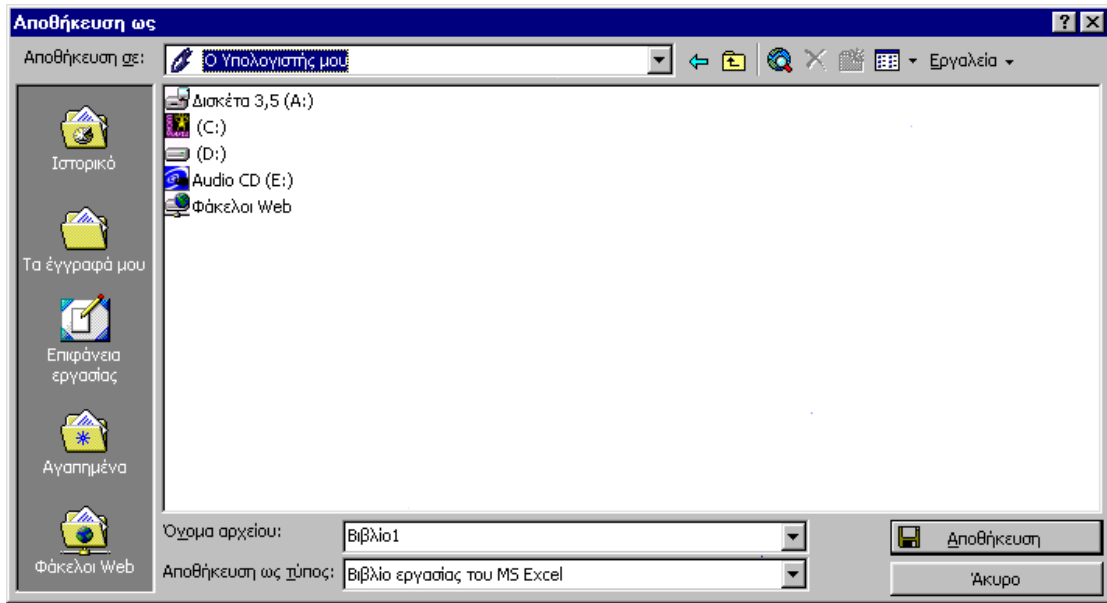 Αποθήκευση ως
Αποθήκευση σε: Ο Υπολογιστής μου Εργαλεία
Δισκέτα 3,5 (A:)
(C:)
(D:)
Audio CD (E:)
Φάκελοι Web
Ιστορικό
Τα έγγραφά μου
Επιφάνεια
εργασίας
Αγαπημένα
Φάκελοι Web
Όνομα αρχείου: Βιβλίο1 Αποθήκευση
Αποθήκευση ως τύπος: Βιβλίο εργασίας του MS Excel Άκυρο